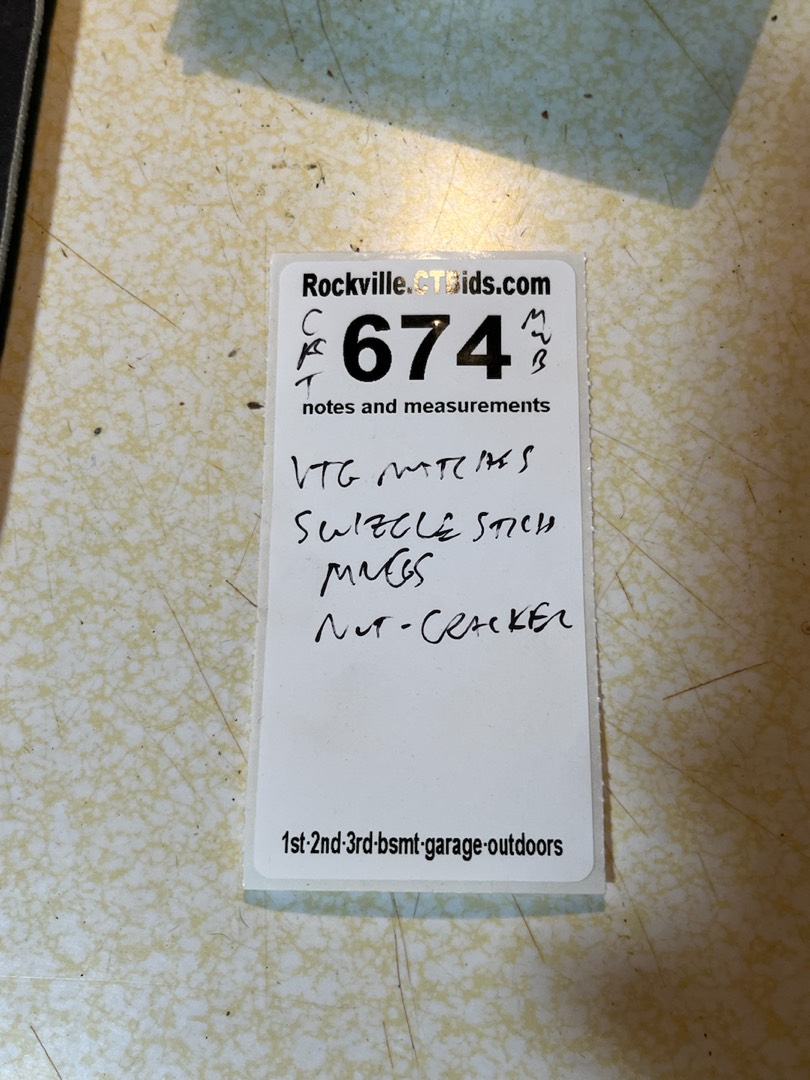 Rockville.CTBids.com
674
notes and measurements
VTG MATCHES
SWIZZLE STICK
MUGS
NUT-CRACKER
1st·2nd·3rd·bsmt·garage·outdoors